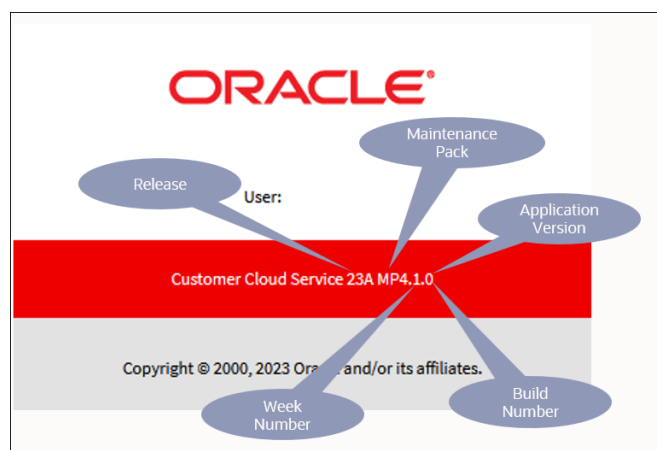 ORACLE®
Maintenance
Pack
Release
User:
Application
Version
Customer Cloud Service 23A MP4.1.0
Copyright © 2000, 2023 Ora and/or its affiliates.
Week
Number
Build
Number